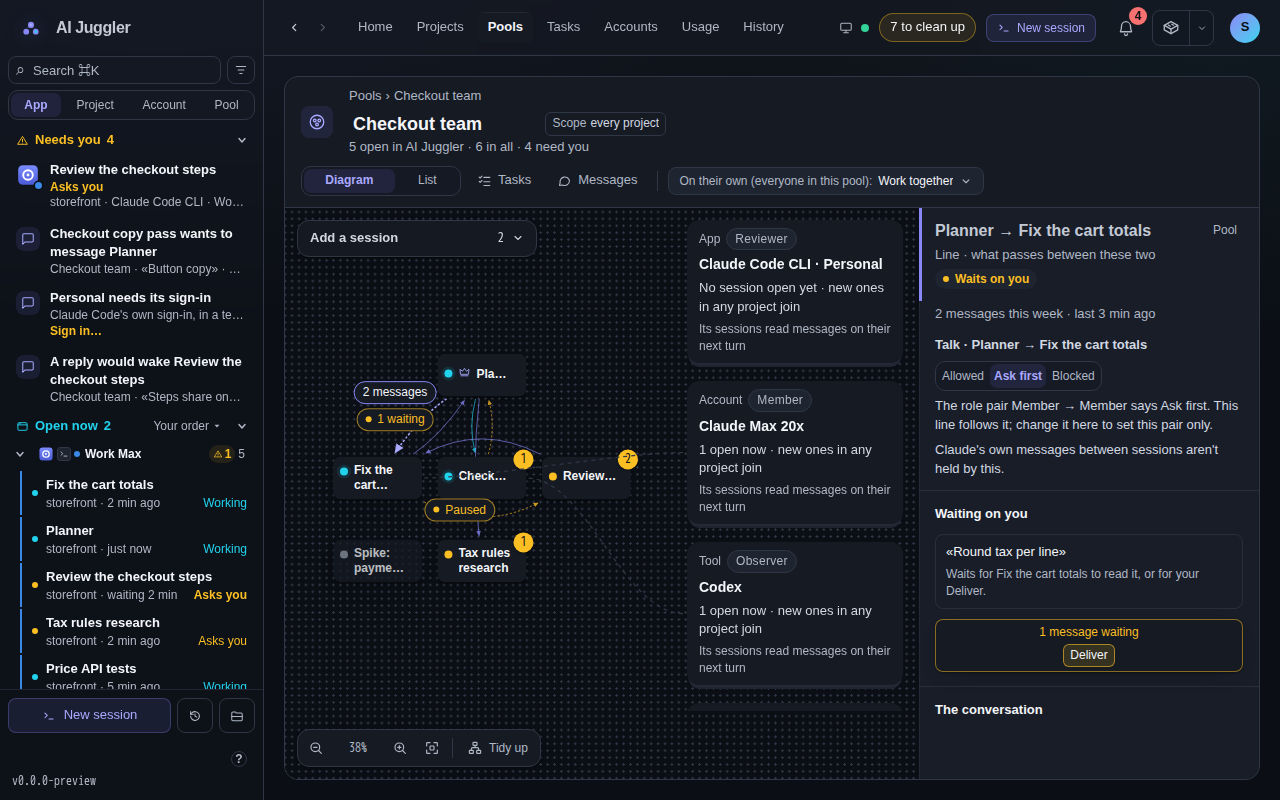 AI Juggler
Search ⌘K
App Project Account Pool
Needs you 4
Review the checkout steps
Asks you
storefront · Claude Code CLI · Wo…
Checkout copy pass wants to
message Planner
Checkout team · «Button copy» · …
Personal needs its sign-in
Claude Code's own sign-in, in a te…
Sign in…
A reply would wake Review the
checkout steps
Checkout team · «Steps share on…
Open now 2 Your order
Work Max 1 5
Fix the cart totals
storefront · 2 min ago Working
Planner
storefront · just now Working
Review the checkout steps
storefront · waiting 2 min Asks you
Tax rules research
storefront · 2 min ago Asks you
Price API tests
storefront · 5 min ago Working
New session
?
v0.0.0-preview
Home Projects Pools Tasks Accounts Usage History
7 to clean up
New session
4
S
Pools › Checkout team
Checkout team
Scope every project
5 open in AI Juggler · 6 in all · 4 need you
Diagram List Tasks Messages
On their own (everyone in this pool): Work together
Add a session 2
Pla…
2 messages
1 waiting
Fix the
cart…
1
Check…
2
Review…
Paused
Spike:
payme…
1
Tax rules
research
38%
Tidy up
App Reviewer
Claude Code CLI · Personal
No session open yet · new ones
in any project join
Its sessions read messages on their
next turn
Account Member
Claude Max 20x
1 open now · new ones in any
project join
Its sessions read messages on their
next turn
Tool Observer
Codex
1 open now · new ones in any
project join
Its sessions read messages on their
next turn
Planner → Fix the cart totals Pool
Line · what passes between these two
Waits on you
2 messages this week · last 3 min ago
Talk · Planner → Fix the cart totals
Allowed Ask first Blocked
The role pair Member → Member says Ask first. This
line follows it; change it here to set this pair only.
Claude's own messages between sessions aren't
held by this.
Waiting on you
«Round tax per line»
Waits for Fix the cart totals to read it, or for your
Deliver.
1 message waiting
Deliver
The conversation